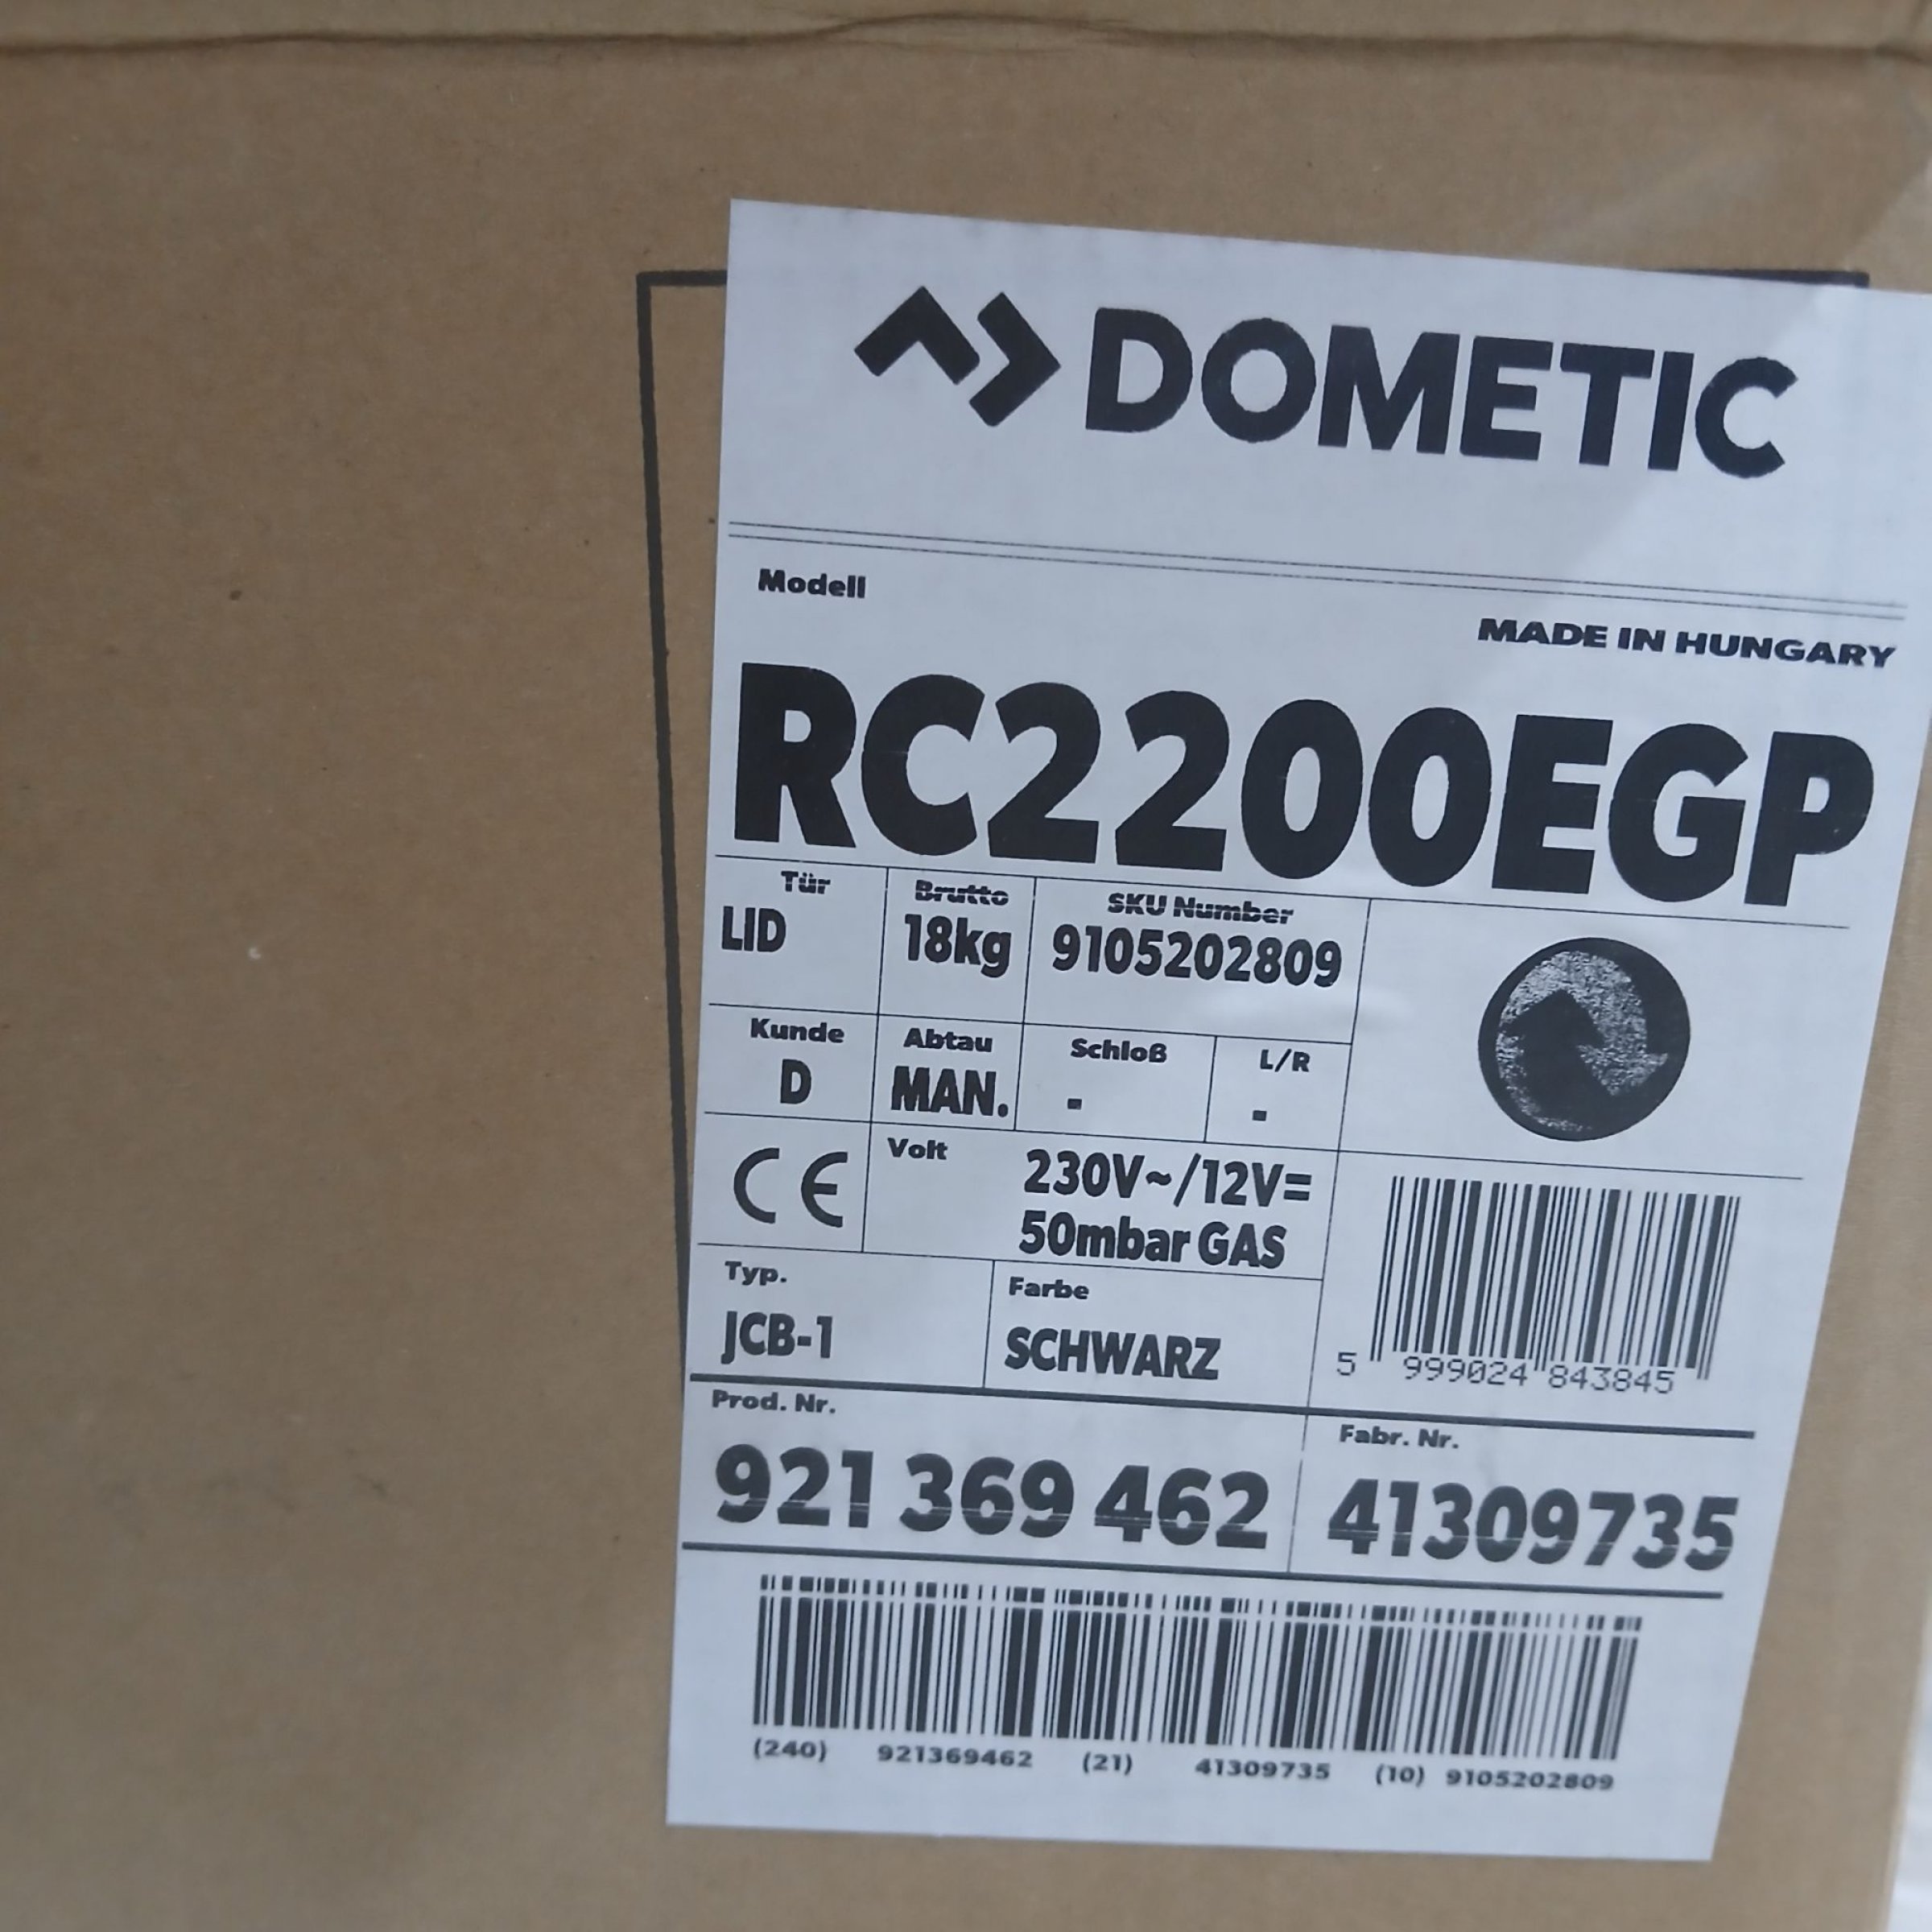 DOMETIC
Modell
MADE IN HUNGARY
RC2200EGP
Tür
Brutto
SKU Number
LID
18kg
9105202809
Kunde
Abtau
Schloß
L/R
D
MAN.
-
-
CE
Volt
230V~/12V=
50mbar GAS
Typ.
Farbe
JCB-1
SCHWARZ
5 999024 843845
Prod. Nr.
Fabr. Nr.
921 369 462
41309735
(240) 921369462 (21) 41309735 (10) 9105202809